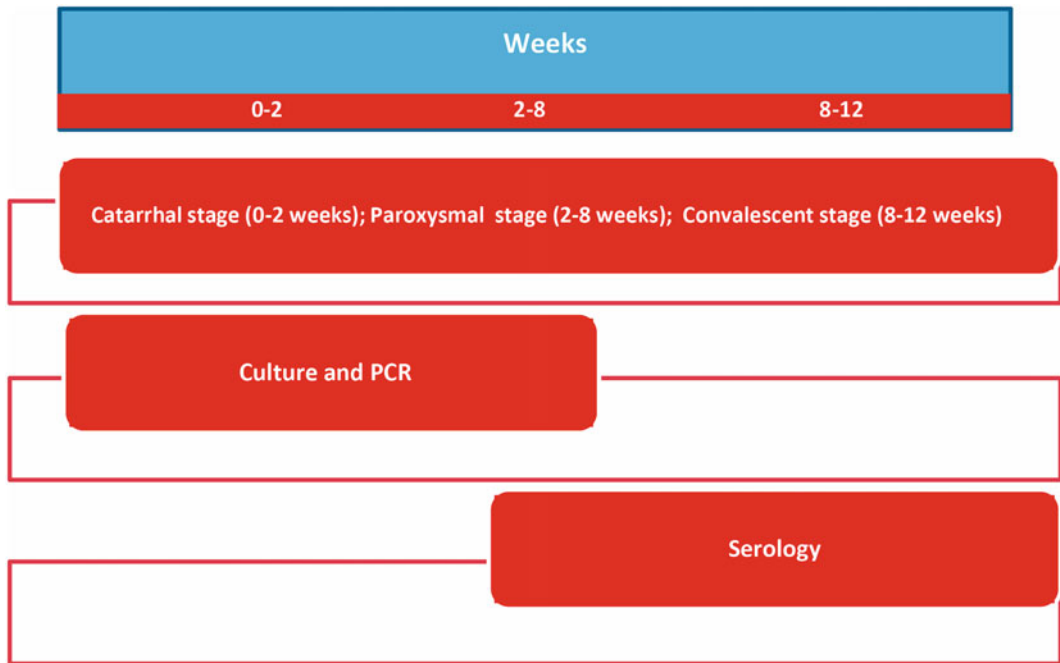 Weeks
0-2 2-8 8-12
Catarrhal stage (0-2 weeks); Paroxysmal stage (2-8 weeks); Convalescent stage (8-12 weeks)
Culture and PCR
Serology